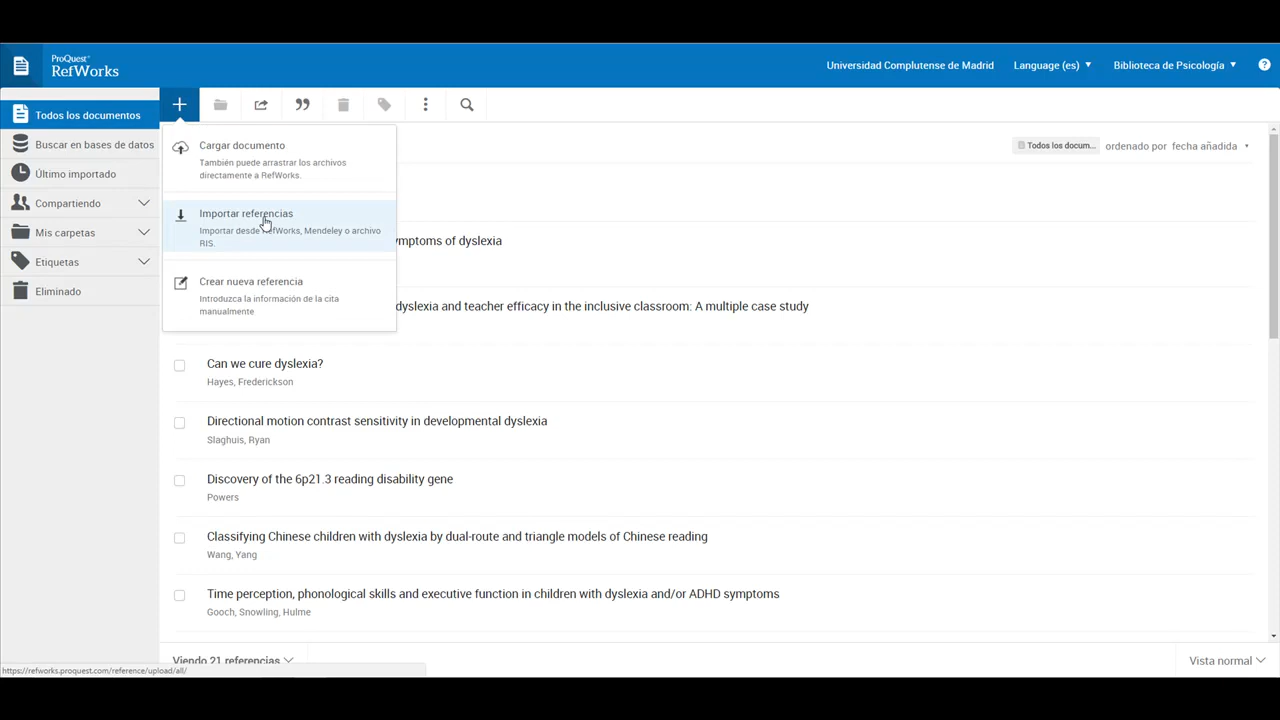 ProQuest
RefWorks
Universidad Complutense de Madrid
Language (es)
Biblioteca de Psicología
?
Todos los documentos
Buscar en bases de datos
Último importado
Compartiendo
Mis carpetas
Etiquetas
Eliminado
Cargar documento
También puede arrastrar los archivos
directamente a RefWorks.
Importar referencias
Importar desde RefWorks, Mendeley o archivo
RIS.
Crear nueva referencia
Introduzca la información de la cita
manualmente
Todos los docum...
ordenado por fecha añadida
symptoms of dyslexia
dyslexia and teacher efficacy in the inclusive classroom: A multiple case study
Can we cure dyslexia?
Hayes, Frederickson
Directional motion contrast sensitivity in developmental dyslexia
Slaghuis, Ryan
Discovery of the 6p21.3 reading disability gene
Powers
Classifying Chinese children with dyslexia by dual-route and triangle models of Chinese reading
Wang, Yang
Time perception, phonological skills and executive function in children with dyslexia and/or ADHD symptoms
Gooch, Snowling, Hulme
Viendo 21 referencias
Vista normal
https://refworks.proquest.com/reference/upload/all/